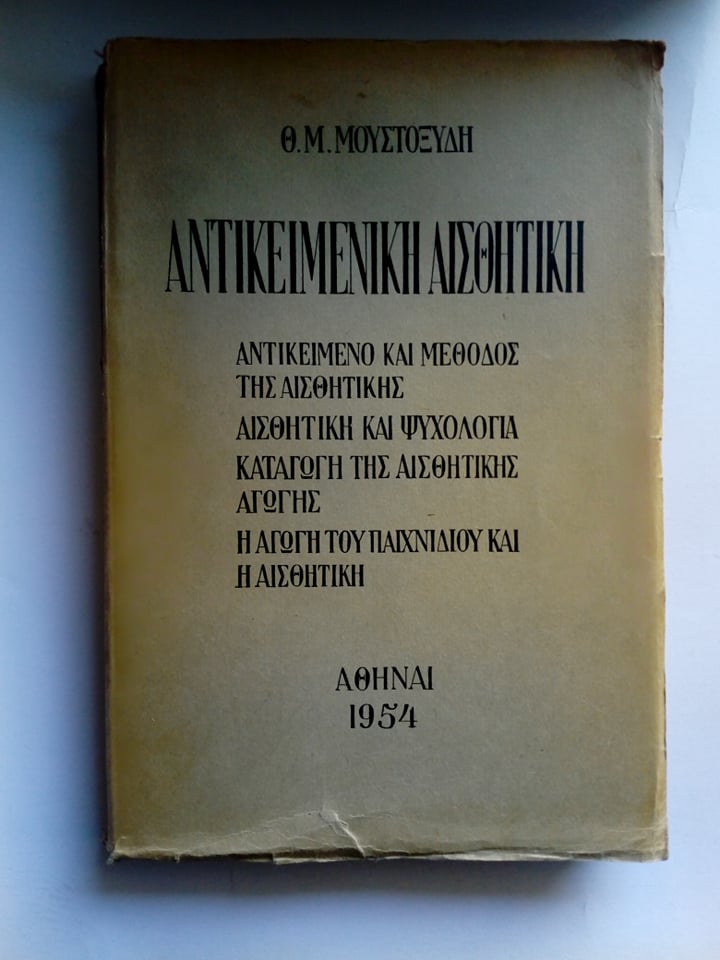 Θ. Μ. ΜΟΥΣΤΟΞΥΔΗ
ΑΝΤΙΚΕΙΜΕΝΙΚΗ ΑΙΣΘΗΤΙΚΗ
ΑΝΤΙΚΕΙΜΕΝΟ ΚΑΙ ΜΕΘΟΔΟΣ
ΤΗΣ ΑΙΣΘΗΤΙΚΗΣ
ΑΙΣΘΗΤΙΚΗ ΚΑΙ ΨΥΧΟΛΟΓΙΑ
ΚΑΤΑΓΩΓΗ ΤΗΣ ΑΙΣΘΗΤΙΚΗΣ
ΑΓΩΓΗΣ
Η ΑΓΩΓΗ ΤΟΥ ΠΑΙΧΝΙΔΙΟΥ ΚΑΙ
Η ΑΙΣΘΗΤΙΚΗ
ΑΘΗΝΑΙ
1954